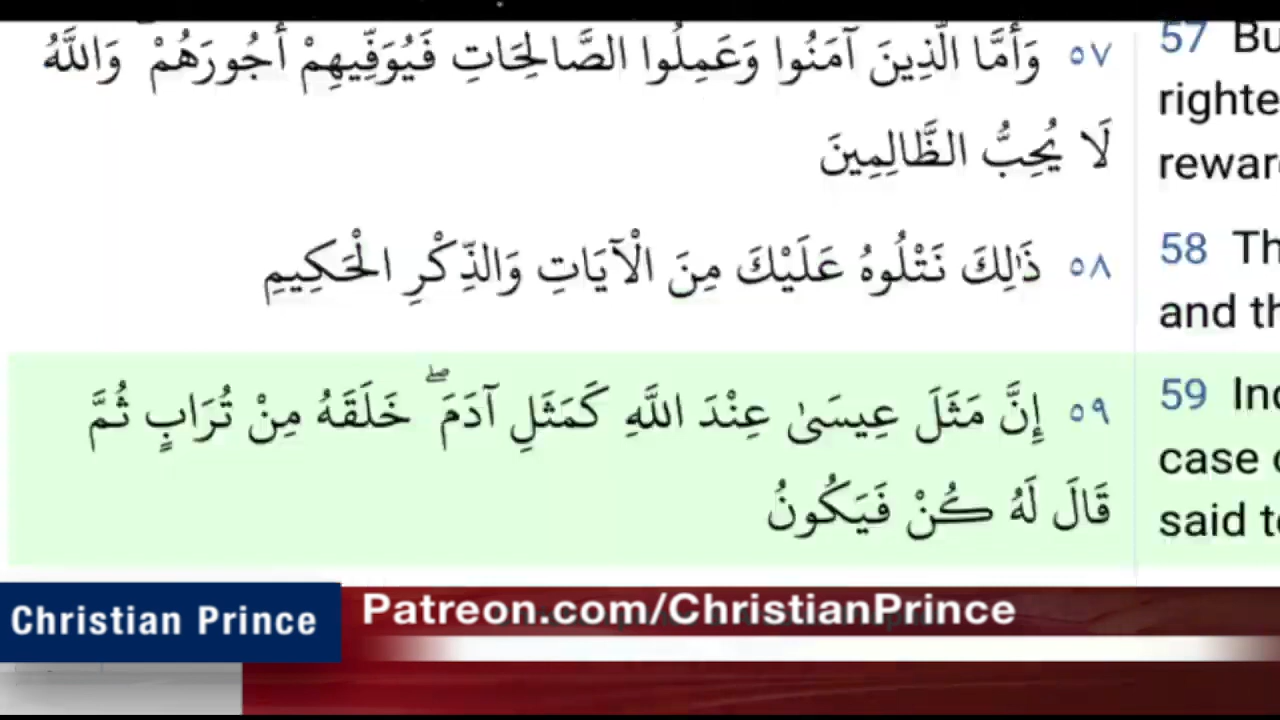 ٥٧ وَأَمَّا الَّذِينَ آمَنُوا وَعَمِلُوا الصَّالِحَاتِ فَيُوَفِّيهِمْ أُجُورَهُمْ ۗ وَاللَّهُ
لَا يُحِبُّ الظَّالِمِينَ
٥٨ ذَٰلِكَ نَتْلُوهُ عَلَيْكَ مِنَ الْآيَاتِ وَالذِّكْرِ الْحَكِيمِ
٥٩ إِنَّ مَثَلَ عِيسَىٰ عِنْدَ اللَّهِ كَمَثَلِ آدَمَ ۖ خَلَقَهُ مِنْ تُرَابٍ ثُمَّ
قَالَ لَهُ كُنْ فَيَكُونُ
57 Bu
righte
rewar
58 Th
and th
59 Ind
case o
said to
Christian Prince
Patreon.com/ChristianPrince